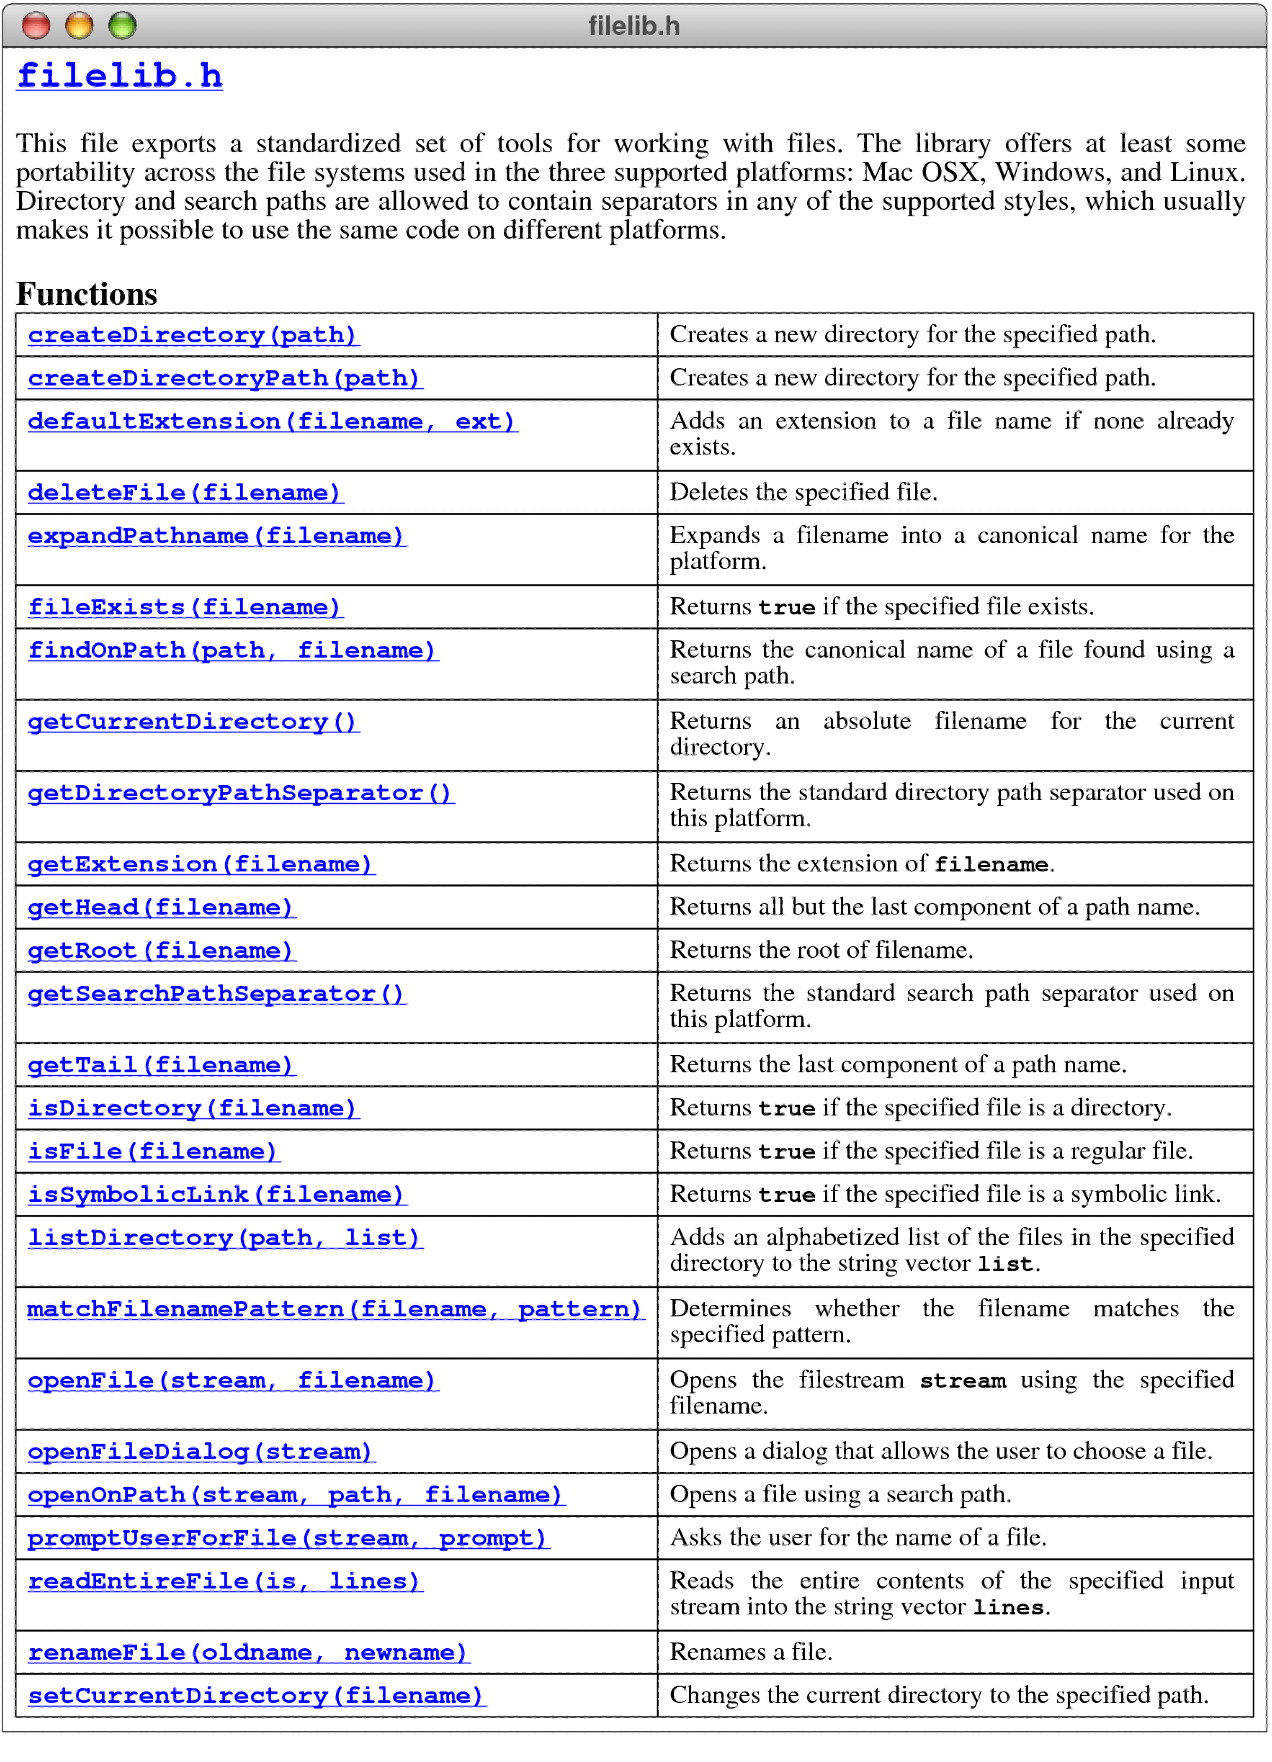 filelib.h
filelib.h
This file exports a standardized set of tools for working with files. The library offers at least some
portability across the file systems used in the three supported platforms: Mac OSX, Windows, and Linux.
Directory and search paths are allowed to contain separators in any of the supported styles, which usually
makes it possible to use the same code on different platforms.
Functions
createDirectory(path) Creates a new directory for the specified path.
createDirectoryPath(path) Creates a new directory for the specified path.
defaultExtension(filename, ext) Adds an extension to a file name if none already
exists.
deleteFile(filename) Deletes the specified file.
expandPathname(filename) Expands a filename into a canonical name for the
platform.
fileExists(filename) Returns true if the specified file exists.
findOnPath(path, filename) Returns the canonical name of a file found using a
search path.
getCurrentDirectory() Returns an absolute filename for the current
directory.
getDirectoryPathSeparator() Returns the standard directory path separator used on
this platform.
getExtension(filename) Returns the extension of filename.
getHead(filename) Returns all but the last component of a path name.
getRoot(filename) Returns the root of filename.
getSearchPathSeparator() Returns the standard search path separator used on
this platform.
getTail(filename) Returns the last component of a path name.
isDirectory(filename) Returns true if the specified file is a directory.
isFile(filename) Returns true if the specified file is a regular file.
isSymbolicLink(filename) Returns true if the specified file is a symbolic link.
listDirectory(path, list) Adds an alphabetized list of the files in the specified
directory to the string vector list.
matchFilenamePattern(filename, pattern) Determines whether the filename matches the
specified pattern.
openFile(stream, filename) Opens the filestream stream using the specified
filename.
openFileDialog(stream) Opens a dialog that allows the user to choose a file.
openOnPath(stream, path, filename) Opens a file using a search path.
promptUserForFile(stream, prompt) Asks the user for the name of a file.
readEntireFile(is, lines) Reads the entire contents of the specified input
stream into the string vector lines.
renameFile(oldname, newname) Renames a file.
setCurrentDirectory(filename) Changes the current directory to the specified path.